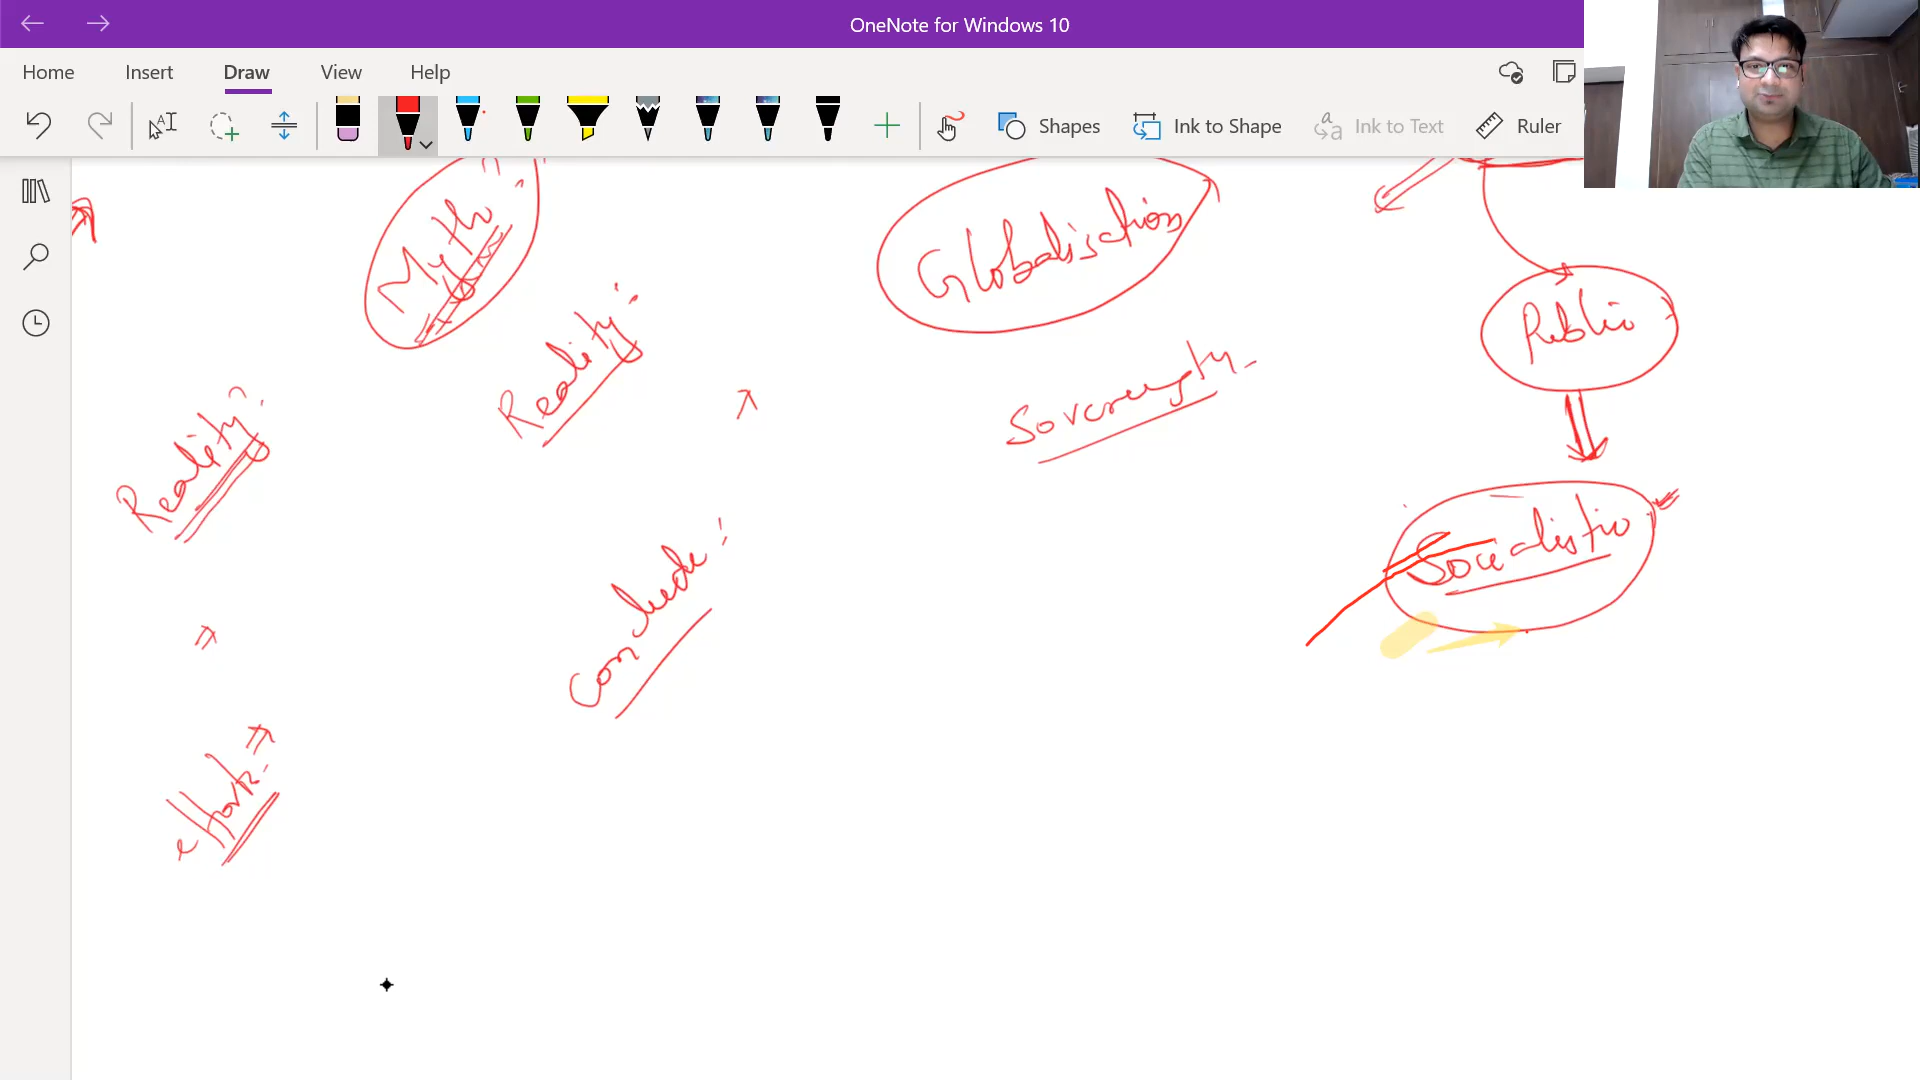 OneNote for Windows 10
Home Insert Draw View Help
Shapes Ink to Shape Ink to Text Ruler
Myth
Globalisation
Public
Reality:
Sovereignty
Reality:
Socialistic
Conclude:
efforts: